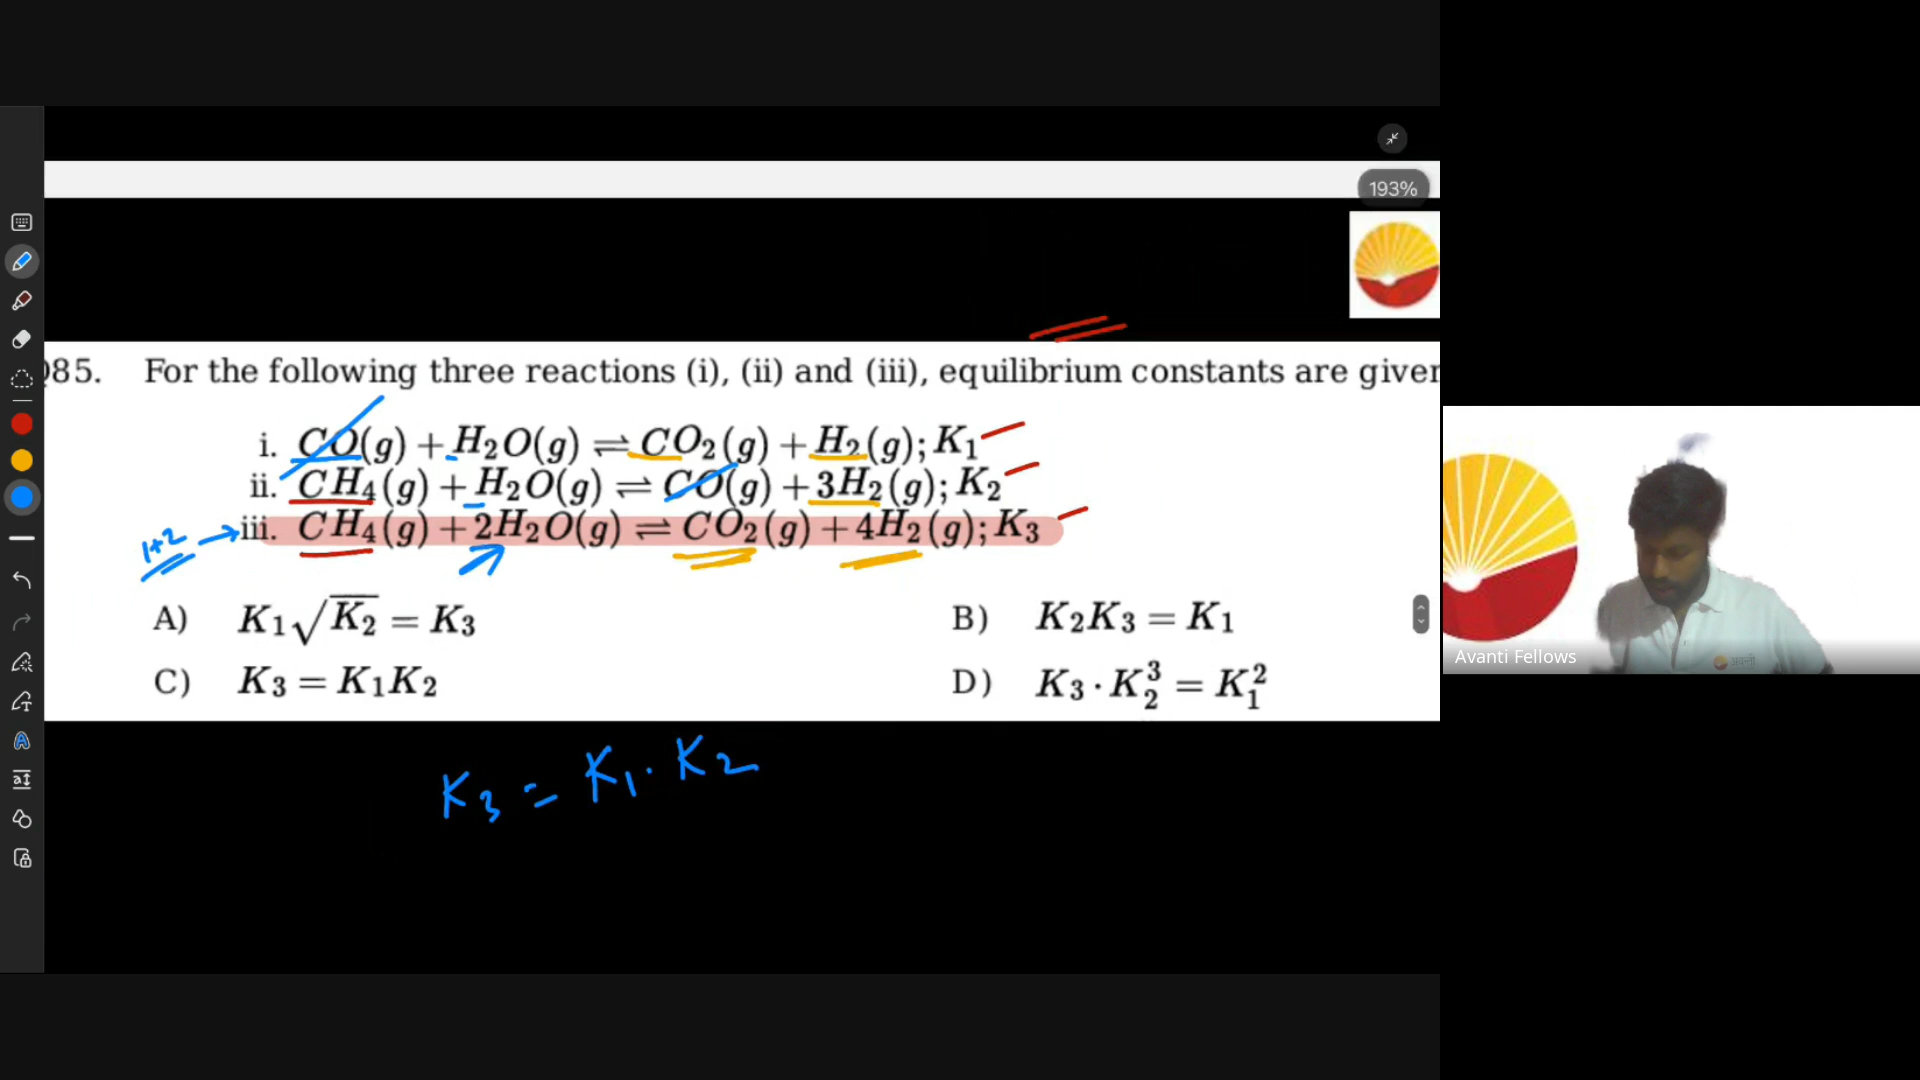 193%
985. For the following three reactions (i), (ii) and (iii), equilibrium constants are given
i. CO(g) + H₂O(g) ⇌ CO₂(g) + H₂(g); K₁
ii. CH₄(g) + H₂O(g) ⇌ CO(g) + 3H₂(g); K₂
1+2 → iii. CH₄(g) + 2H₂O(g) ⇌ CO₂(g) + 4H₂(g); K₃
A) K₁√K₂ = K₃
B) K₂K₃ = K₁
C) K₃ = K₁K₂
D) K₃ · K₂³ = K₁²
K₃ = K₁ · K₂
Avanti Fellows
अवन्ती